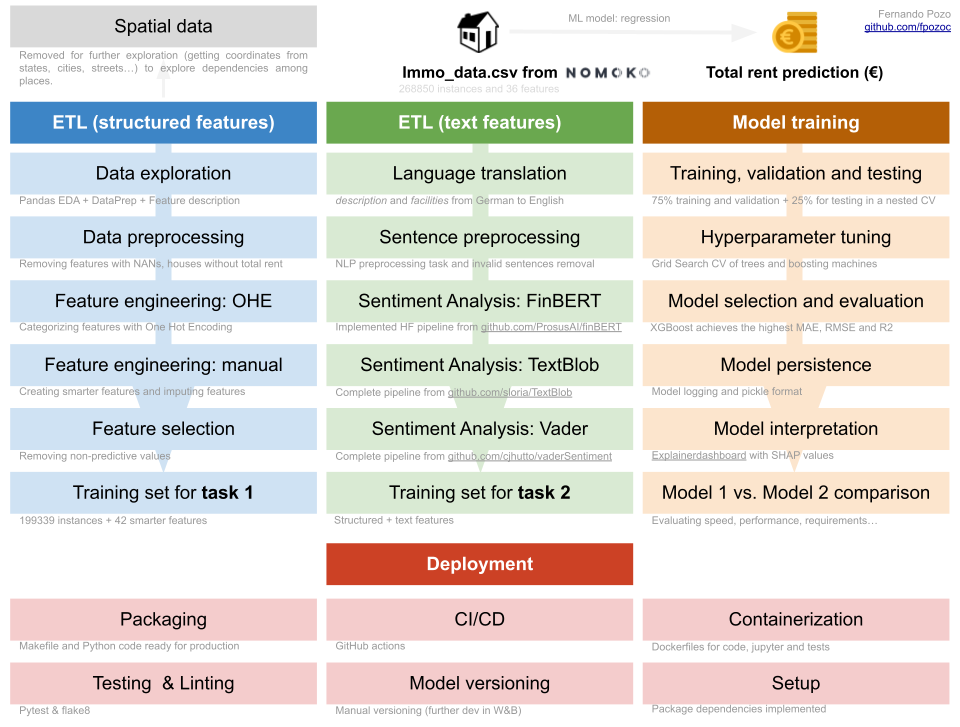 Spatial data
Removed for further exploration (getting coordinates from
states, cities, streets…) to explore dependencies among
places.
ML model: regression
Fernando Pozo
github.com/fpozoc
Immo_data.csv from NOMOKO
268850 instances and 36 features
Total rent prediction (€)
ETL (structured features)
Data exploration
Pandas EDA + DataPrep + Feature description
Data preprocessing
Removing features with NANs, houses without total rent
Feature engineering: OHE
Categorizing features with One Hot Encoding
Feature engineering: manual
Creating smarter features and imputing features
Feature selection
Removing non-predictive values
Training set for task 1
199339 instances + 42 smarter features
ETL (text features)
Language translation
description and facilities from German to English
Sentence preprocessing
NLP preprocessing task and invalid sentences removal
Sentiment Analysis: FinBERT
Implemented HF pipeline from github.com/ProsusAI/finBERT
Sentiment Analysis: TextBlob
Complete pipeline from github.com/sloria/TextBlob
Sentiment Analysis: Vader
Complete pipeline from github.com/cjhutto/vaderSentiment
Training set for task 2
Structured + text features
Model training
Training, validation and testing
75% training and validation + 25% for testing in a nested CV
Hyperparameter tuning
Grid Search CV of trees and boosting machines
Model selection and evaluation
XGBoost achieves the highest MAE, RMSE and R2
Model persistence
Model logging and pickle format
Model interpretation
Explainerdashboard with SHAP values
Model 1 vs. Model 2 comparison
Evaluating speed, performance, requirements…
Deployment
Packaging
Makefile and Python code ready for production
CI/CD
GitHub actions
Containerization
Dockerfiles for code, jupyter and tests
Testing & Linting
Pytest & flake8
Model versioning
Manual versioning (further dev in W&B)
Setup
Package dependencies implemented